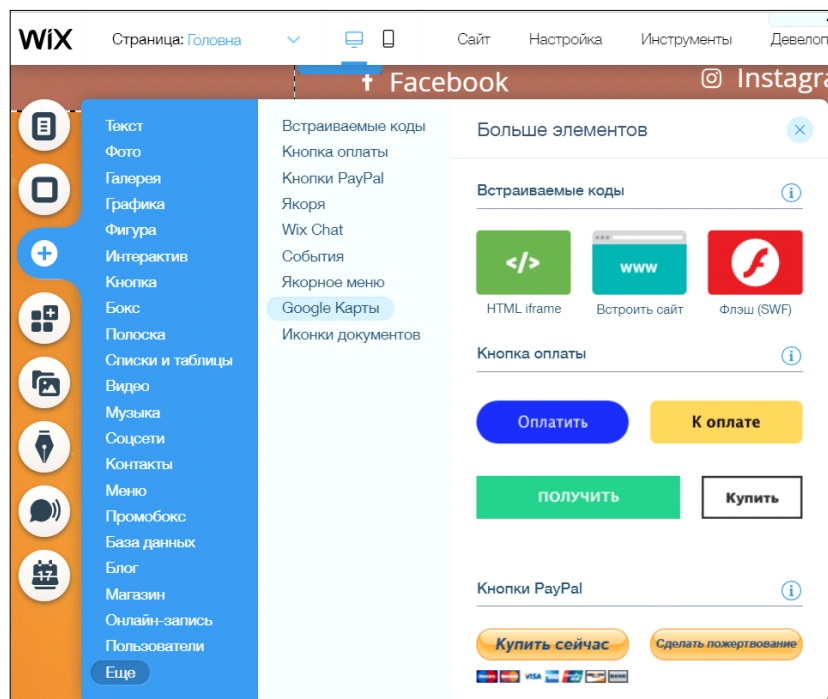 WiX
Страница: Головна
Сайт
Настройка
Инструменты
Facebook
Текст
Фото
Галерея
Графика
Фигура
Интерактив
Кнопка
Бокс
Полоска
Списки и таблицы
Видео
Музыка
Соцсети
Контакты
Меню
Промобокс
База данных
Блог
Магазин
Онлайн-запись
Пользователи
Еще
Встраиваемые коды
Кнопка оплаты
Кнопки PayPal
Якоря
Wix Chat
События
Якорное меню
Google Карты
Иконки документов
Больше элементов
Встраиваемые коды
</>
www
HTML iframe
Встроить сайт
Флэш (SWF)
Кнопка оплаты
Оплатить
К оплате
ПОЛУЧИТЬ
Купить
Кнопки PayPal
Купить сейчас
Сделать пожертвование
VISA
17